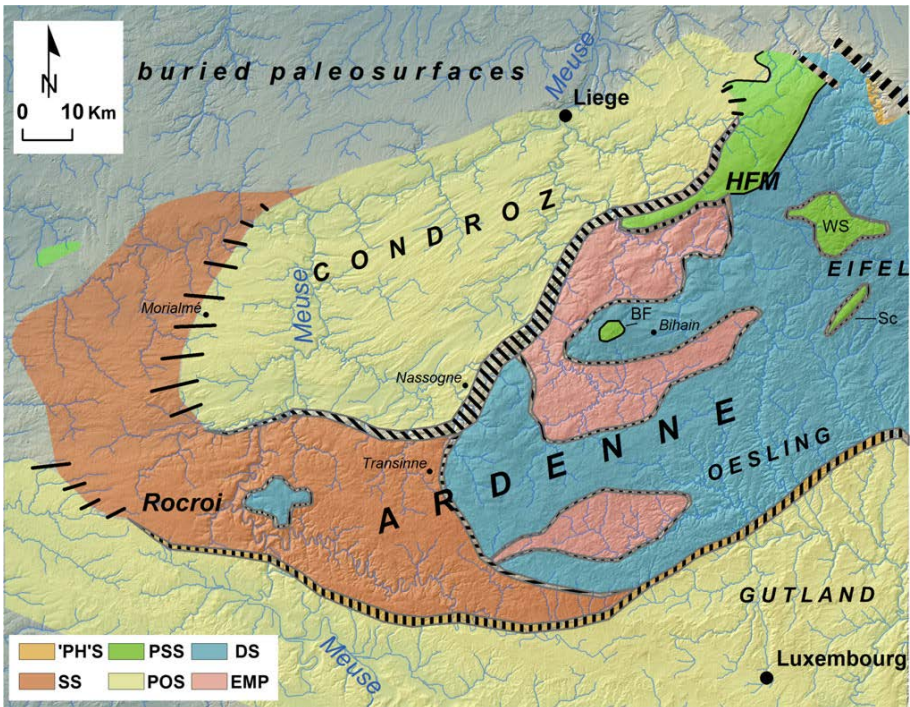 N
0 10 Km
buried paleosurfaces
Meuse
Liege
HFM
WS
EIFEL
Sc
CONDROZ
Meuse
Morialmé
BF
Bihain
Nassogne
Transinne
ARDENNE
OESLING
Rocroi
GUTLAND
Meuse
Luxembourg
'PH'S PSS DS
SS POS EMP